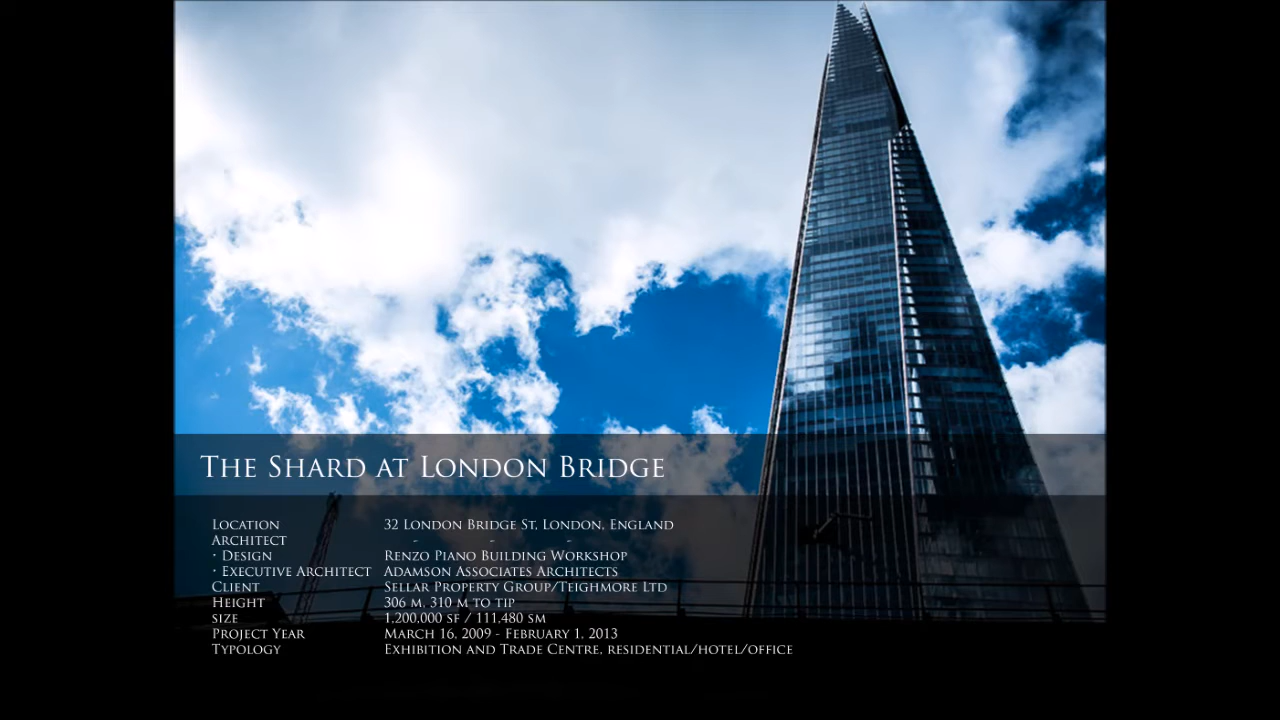 The Shard at London Bridge
Location 32 London Bridge St, London, England
Architect - - -
· Design Renzo Piano Building Workshop
· Executive Architect Adamson Associates Architects
Client Sellar Property Group/Teighmore Ltd
Height 306 m, 310 m to tip
size 1,200,000 sf / 111,480 sm
Project Year March 16, 2009 - February 1, 2013
Typology Exhibition and Trade Centre, residential/hotel/office